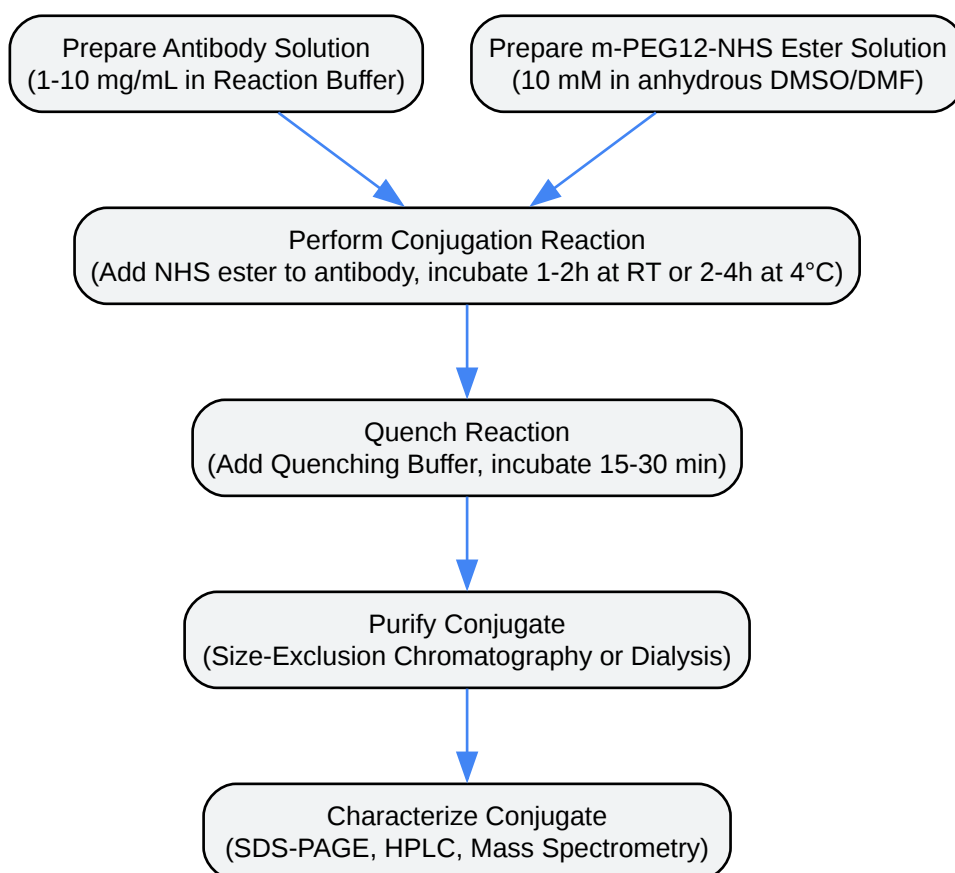 Prepare Antibody Solution
(1-10 mg/mL in Reaction Buffer)
Prepare m-PEG12-NHS Ester Solution
(10 mM in anhydrous DMSO/DMF)
Perform Conjugation Reaction
(Add NHS ester to antibody, incubate 1-2h at RT or 2-4h at 4°C)
Quench Reaction
(Add Quenching Buffer, incubate 15-30 min)
Purify Conjugate
(Size-Exclusion Chromatography or Dialysis)
Characterize Conjugate
(SDS-PAGE, HPLC, Mass Spectrometry)